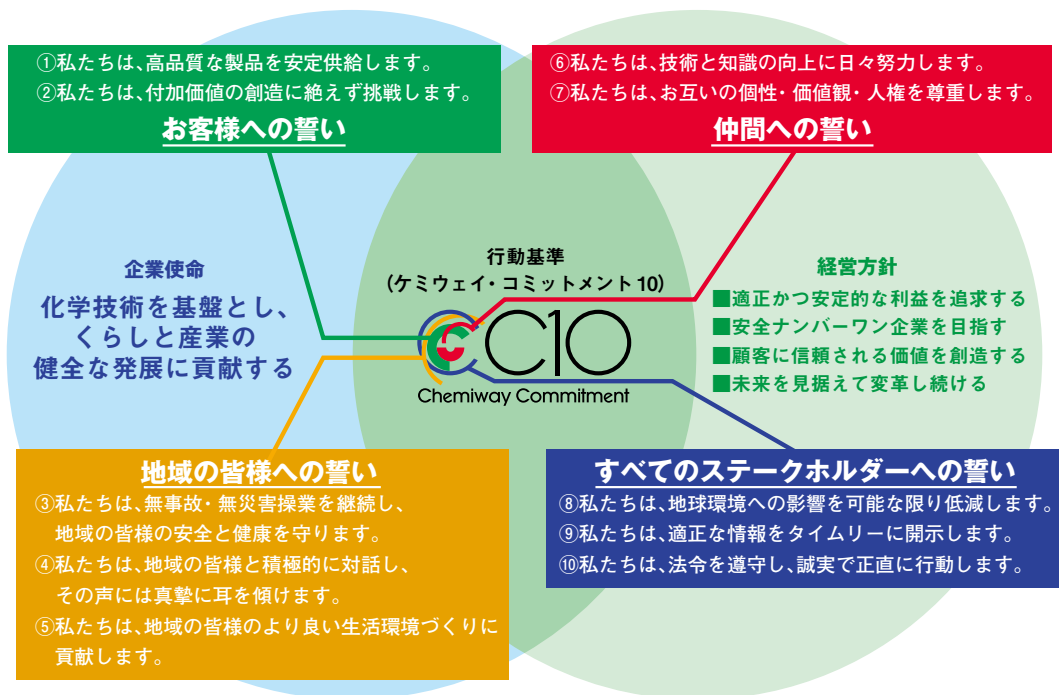 ①私たちは、高品質な製品を安定供給します。
②私たちは、付加価値の創造に絶えず挑戦します。
お客様への誓い
⑥私たちは、技術と知識の向上に日々努力します。
⑦私たちは、お互いの個性・価値観・人権を尊重します。
仲間への誓い
企業使命
化学技術を基盤とし、
くらしと産業の
健全な発展に貢献する
行動基準
（ケミウェイ・コミットメント10）
C10
Chemiway Commitment
経営方針
■適正かつ安定的な利益を追求する
■安全ナンバーワン企業を目指す
■顧客に信頼される価値を創造する
■未来を見据えて変革し続ける
地域の皆様への誓い
③私たちは、無事故・無災害操業を継続し、
地域の皆様の安全と健康を守ります。
④私たちは、地域の皆様と積極的に対話し、
その声には真摯に耳を傾けます。
⑤私たちは、地域の皆様のより良い生活環境づくりに
貢献します。
すべてのステークホルダーへの誓い
⑧私たちは、地球環境への影響を可能な限り低減します。
⑨私たちは、適正な情報をタイムリーに開示します。
⑩私たちは、法令を遵守し、誠実で正直に行動します。